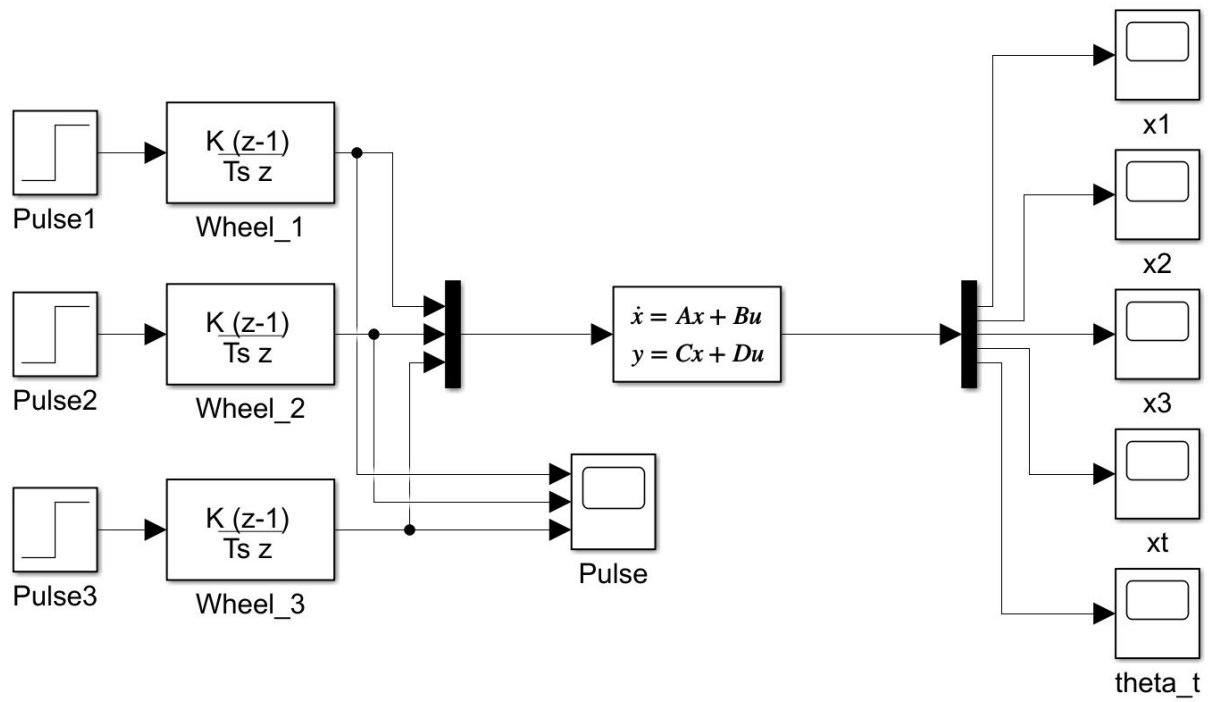 Pulse1
K (z-1)
Ts z
Wheel_1
Pulse2
K (z-1)
Ts z
Wheel_2
Pulse3
K (z-1)
Ts z
Wheel_3
Pulse
ẋ = Ax + Bu
y = Cx + Du
x1
x2
x3
xt
theta_t